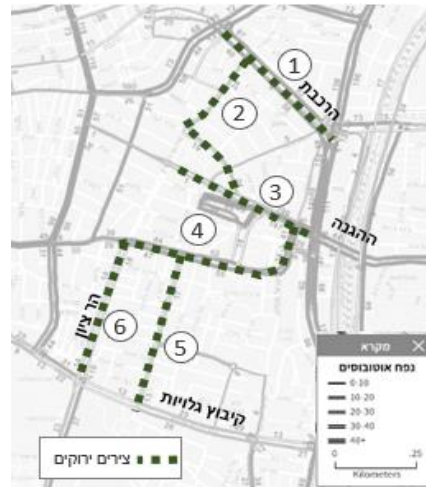 1
הרכבת
2
3
ההגנה
4
הר ציון
6
5
קיבוץ גלויות
מקרא
נפח אוטובוסים
0-10
10-20
20-30
30-40
40+
0 .25
Kilometers
צירים ירוקים